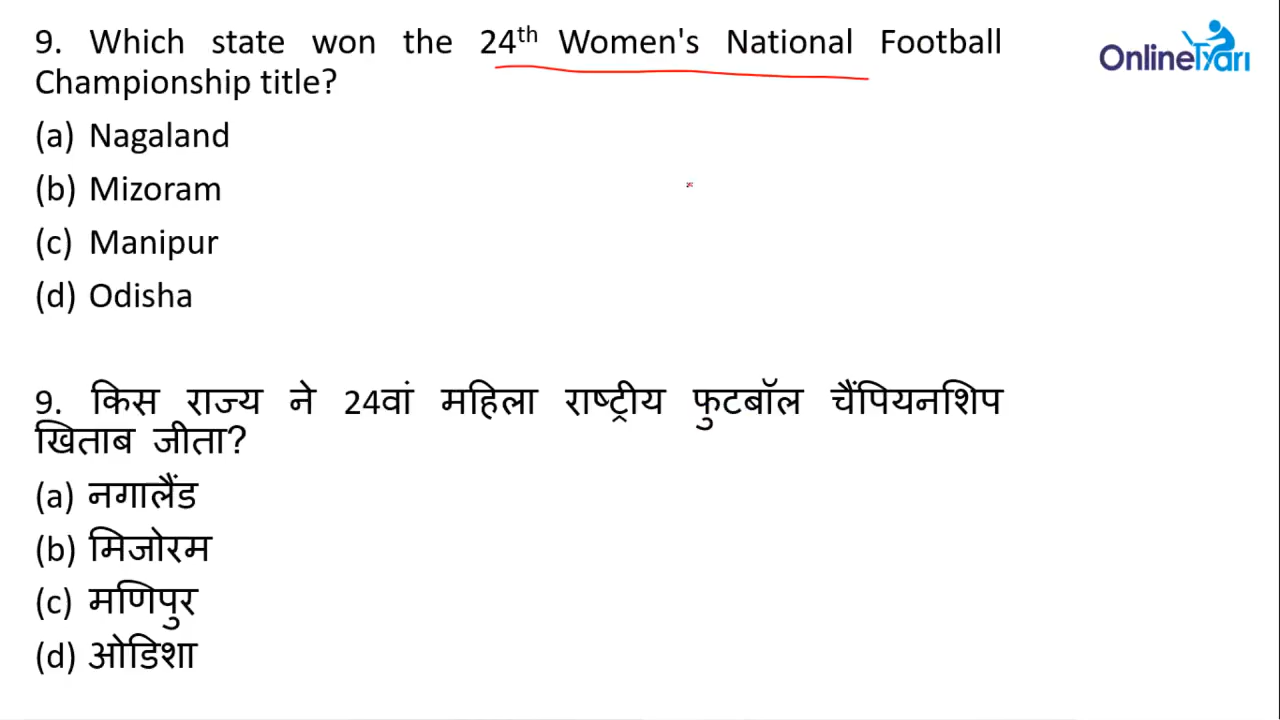 9. Which state won the 24th Women's National Football
Championship title?
(a) Nagaland
(b) Mizoram
(c) Manipur
(d) Odisha
9. किस राज्य ने 24वां महिला राष्ट्रीय फुटबॉल चैंपियनशिप
खिताब जीता?
(a) नगालैंड
(b) मिजोरम
(c) मणिपुर
(d) ओडिशा
OnlineTyari